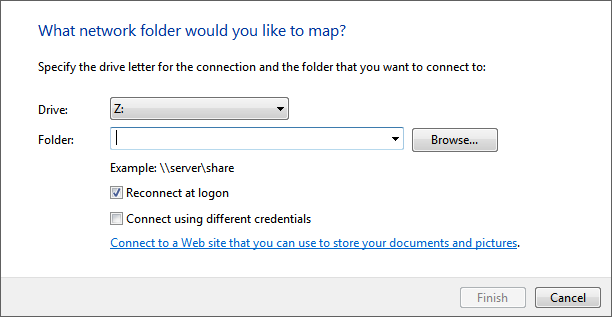 What network folder would you like to map?
Specify the drive letter for the connection and the folder that you want to connect to:
Drive: Z:
Folder: Browse...
Example: \\server\share
Reconnect at logon
Connect using different credentials
Connect to a Web site that you can use to store your documents and pictures.
Finish Cancel